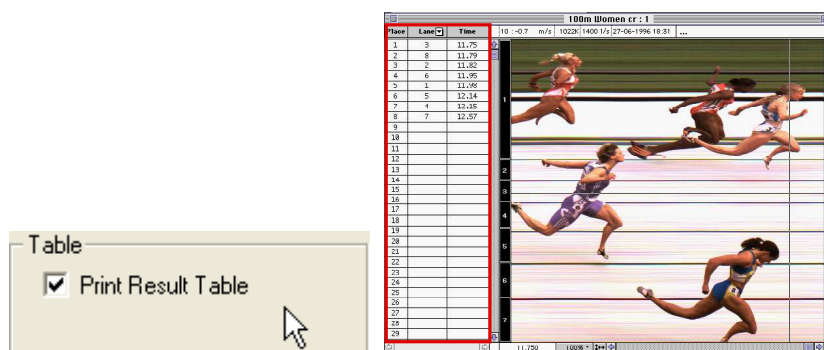 Table
Print Result Table
100m Women cr : 1
Place Lane Time 10 : -0.7 m/s 1022K 1400 l/s 27-06-1996 18:31 ...
1 3 11.75
2 8 11.79
3 2 11.82
4 6 11.95
5 1 11.98
6 5 12.14
7 4 12.15
8 7 12.57
9
10
11
12
13
14
15
16
17
18
19
20
21
22
23
24
25
26
27
28
29
1
2
3
4
5
6
7
11.750 100%